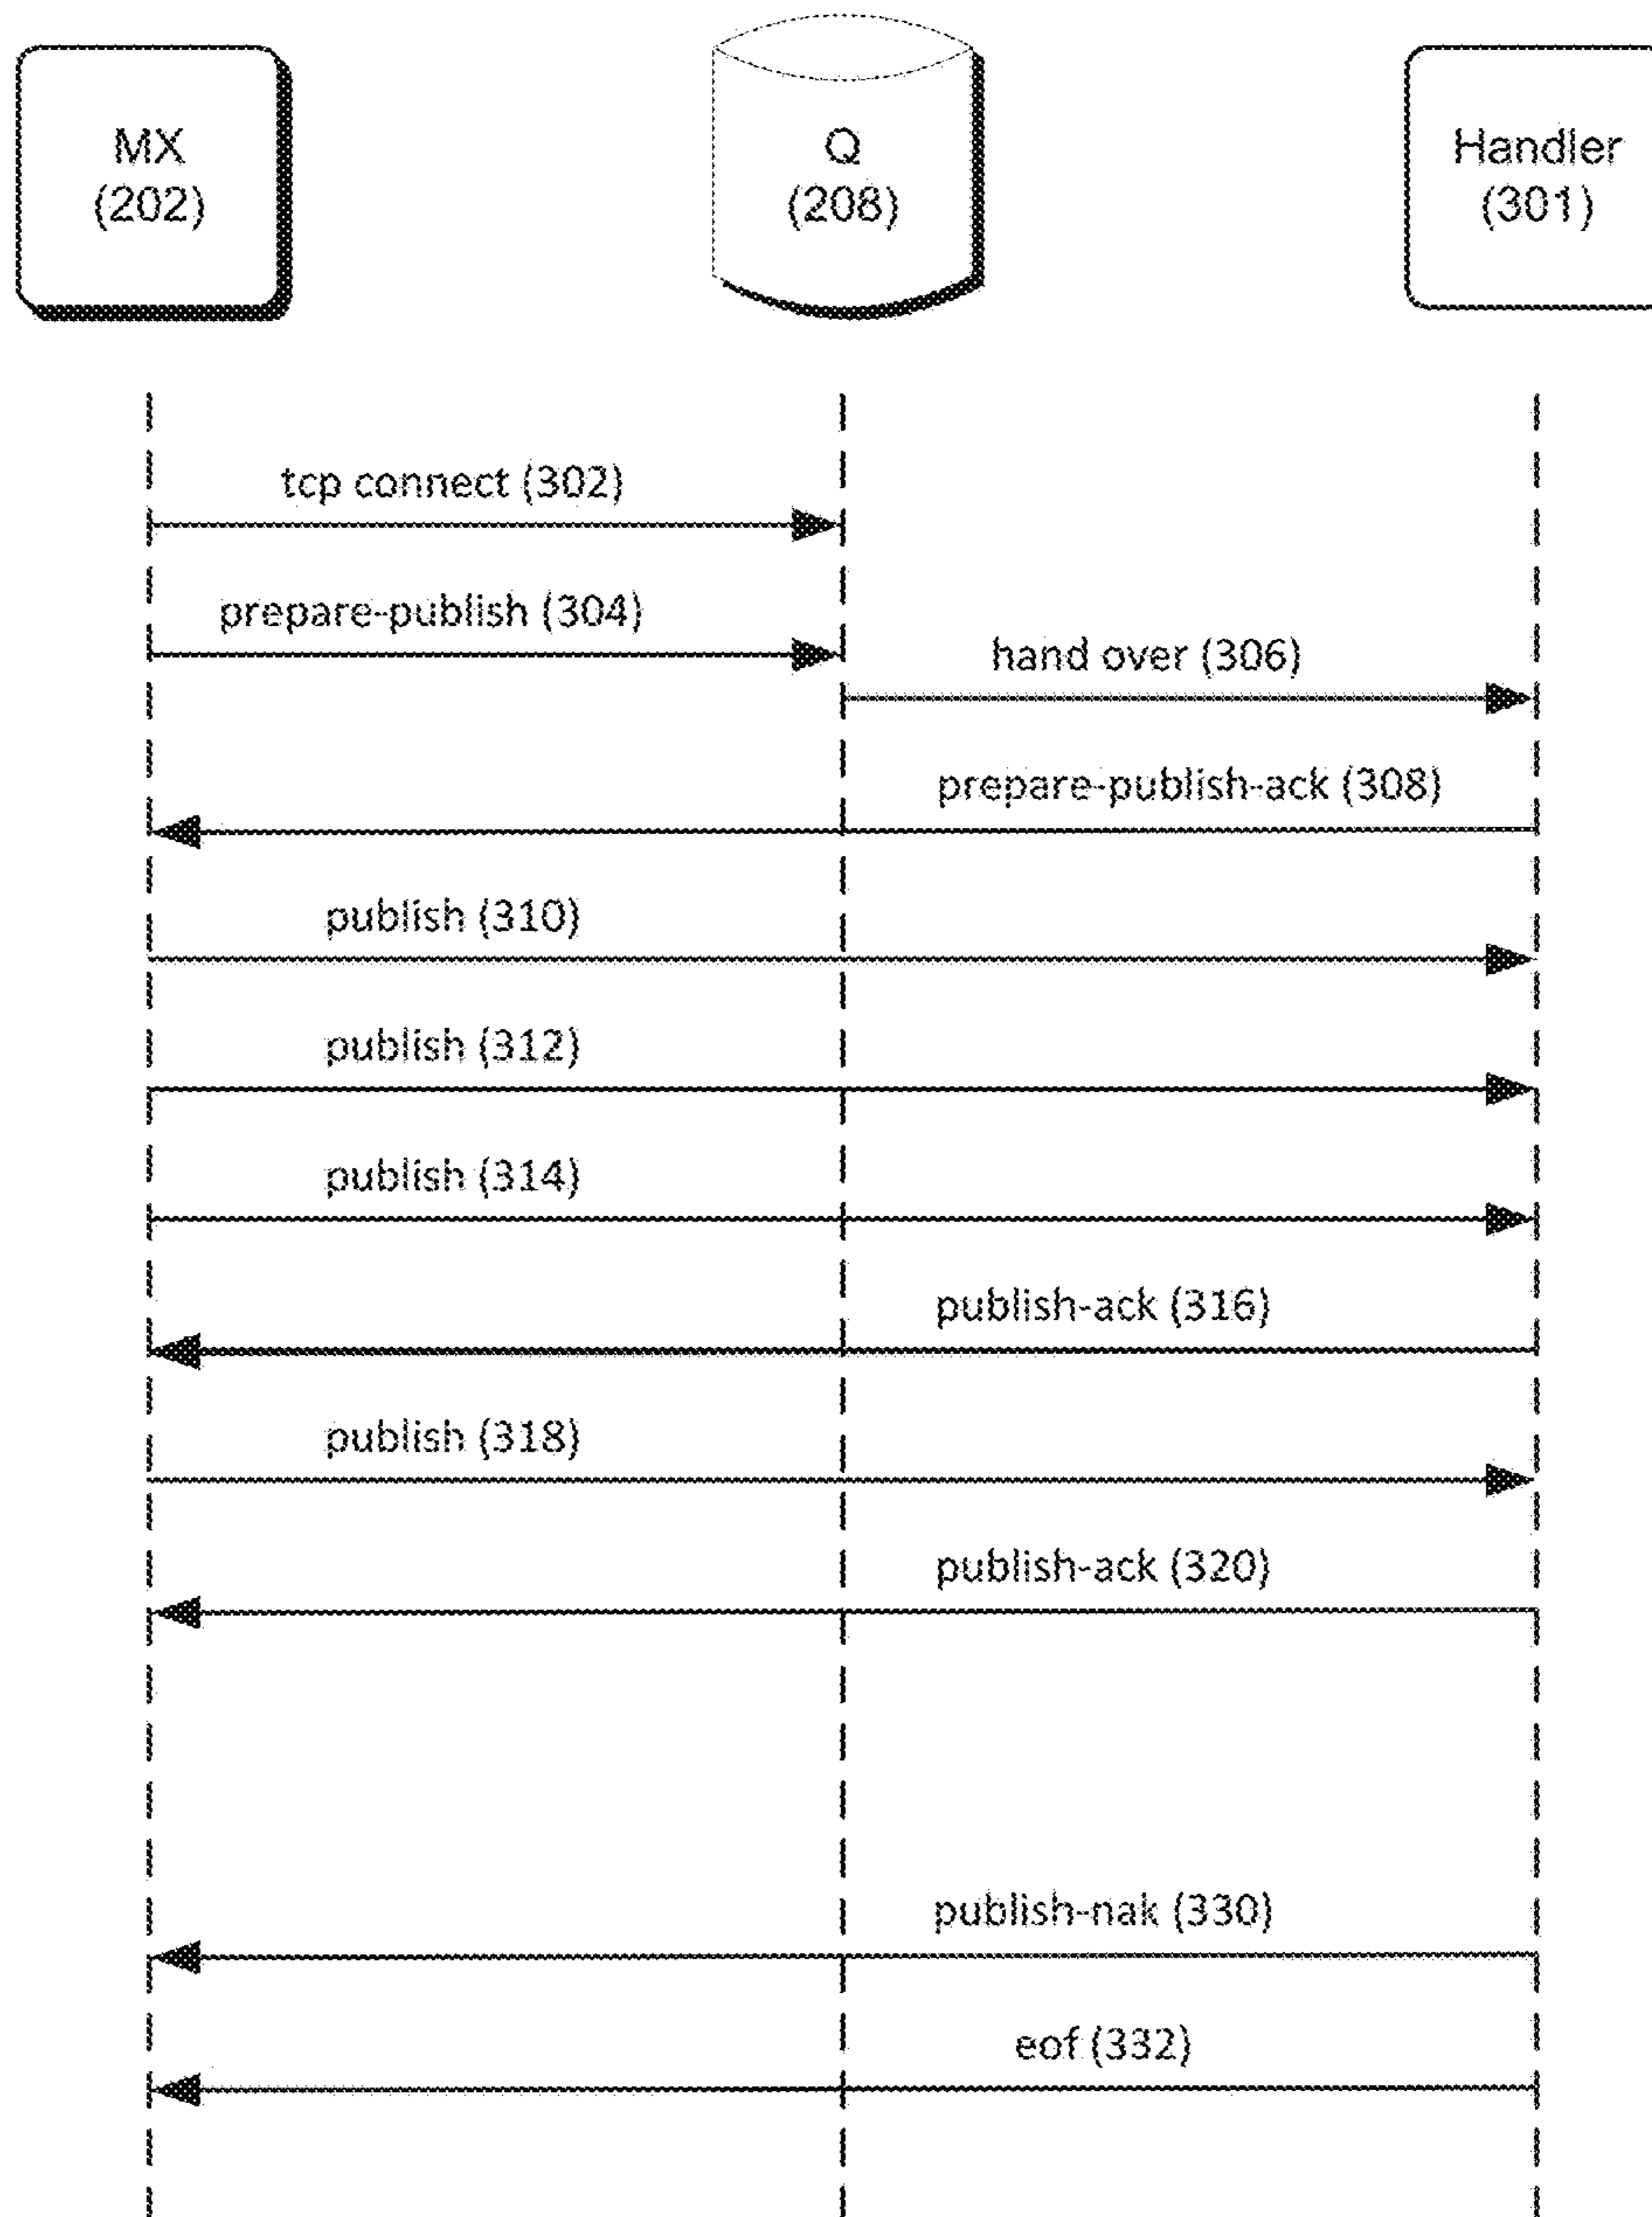 MX
(202)
Q
(208)
Handler
(301)
tcp connect (302)
prepare-publish (304)
hand over (306)
prepare-publish-ack (308)
publish (310)
publish (312)
publish (314)
publish-ack (316)
publish (318)
publish-ack (320)
publish-nak (330)
eof (332)